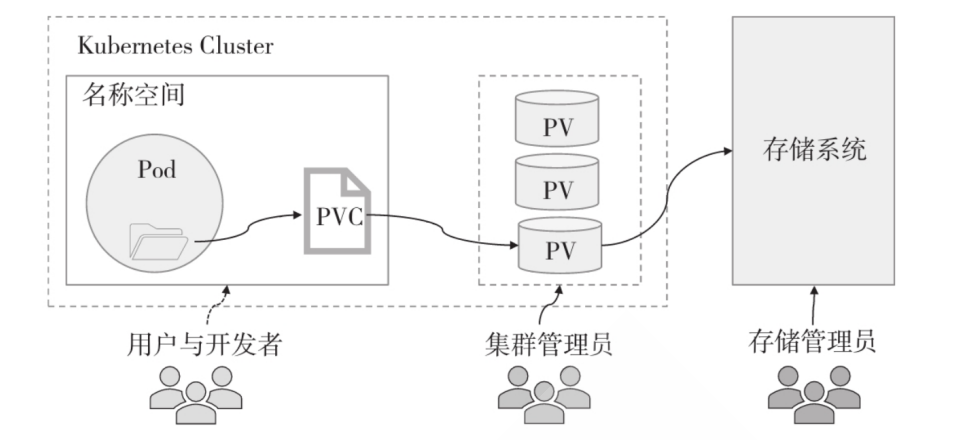 Kubernetes Cluster
名称空间
Pod
PVC
PV
PV
PV
存储系统
用户与开发者
集群管理员
存储管理员